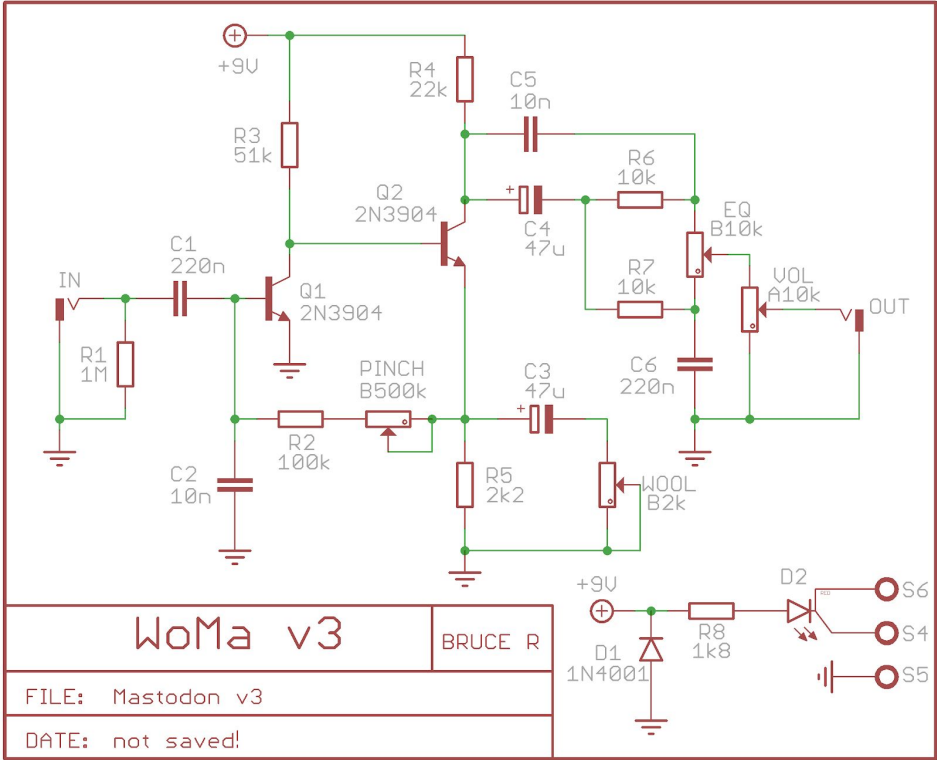 +9V
R4
22k
C5
10n
R3
51k
R6
10k
Q2
2N3904
+
C4
47u
EQ
B10k
C1
220n
IN
Q1
2N3904
R7
10k
VOL
A10k
OUT
R1
1M
PINCH
B500k
C3
47u
+
C6
220n
R2
100k
C2
10n
R5
2k2
WOOL
B2k
+9V
D2
RED
S6
R8
1k8
S4
D1
1N4001
S5
WoMa v3
BRUCE R
FILE: Mastodon v3
DATE: not saved!